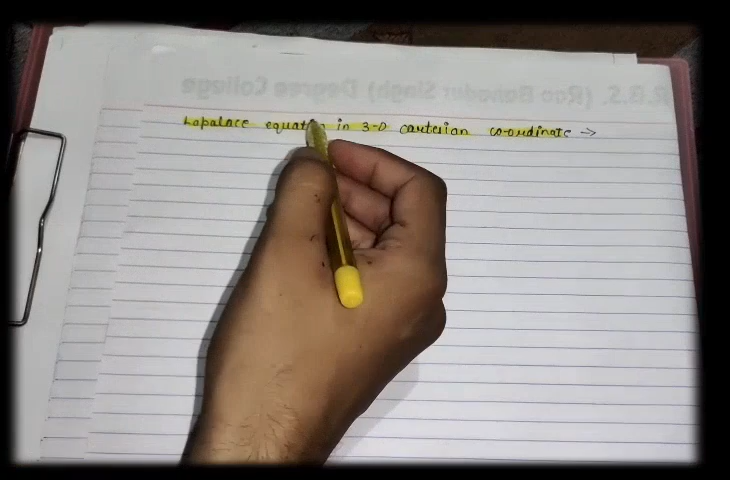 R.B.S. (Rao Bahadur Singh) Degree College
Lapalace equation in 3-D cartesian co-ordinate →